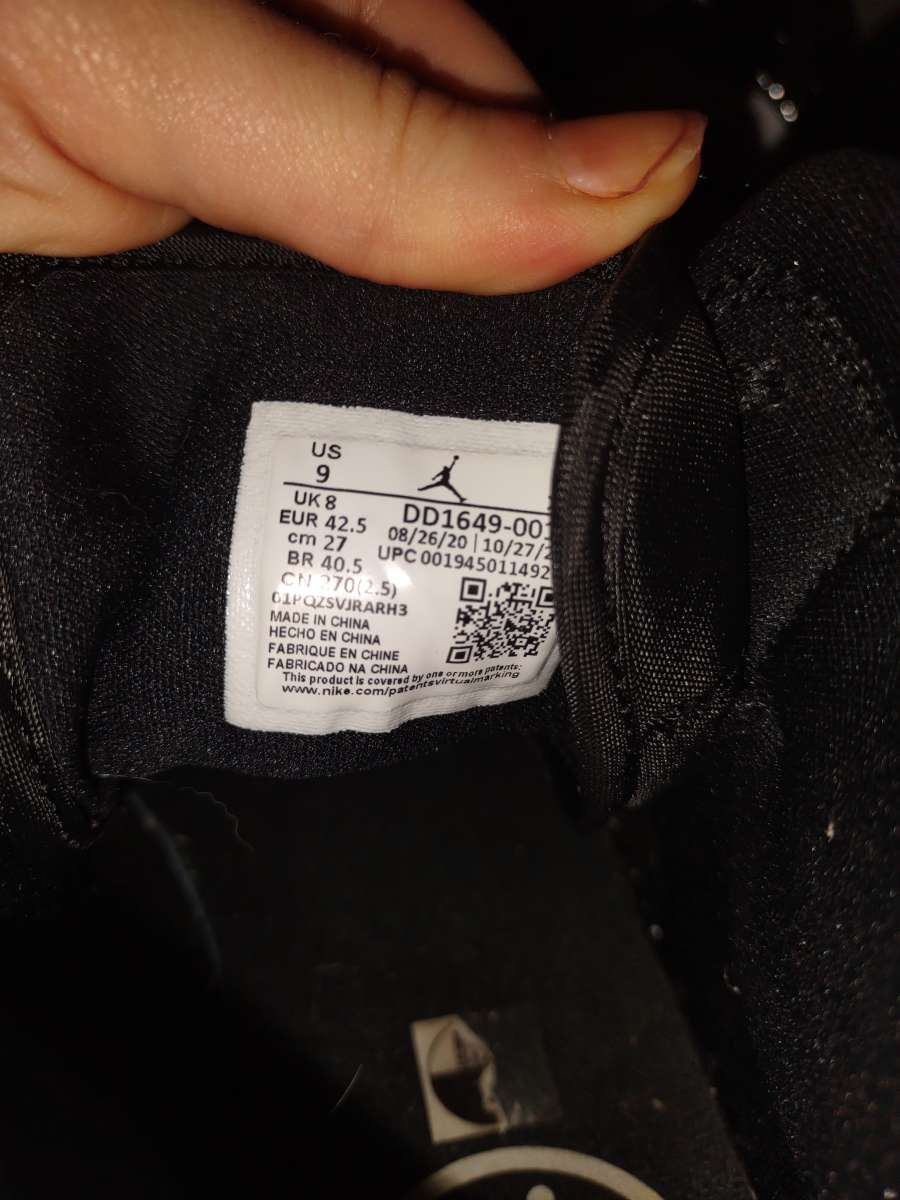 US
9
UK 8
EUR 42.5
cm 27
BR 40.5
CN 270(2.5)
DD1649-001
08/26/20 | 10/27/2
UPC 001945011492
01PQZSVJRARH3
MADE IN CHINA
HECHO EN CHINA
FABRIQUE EN CHINE
FABRICADO NA CHINA
This product is covered by one or more patents:
www.nike.com/patentsvirtualmarking